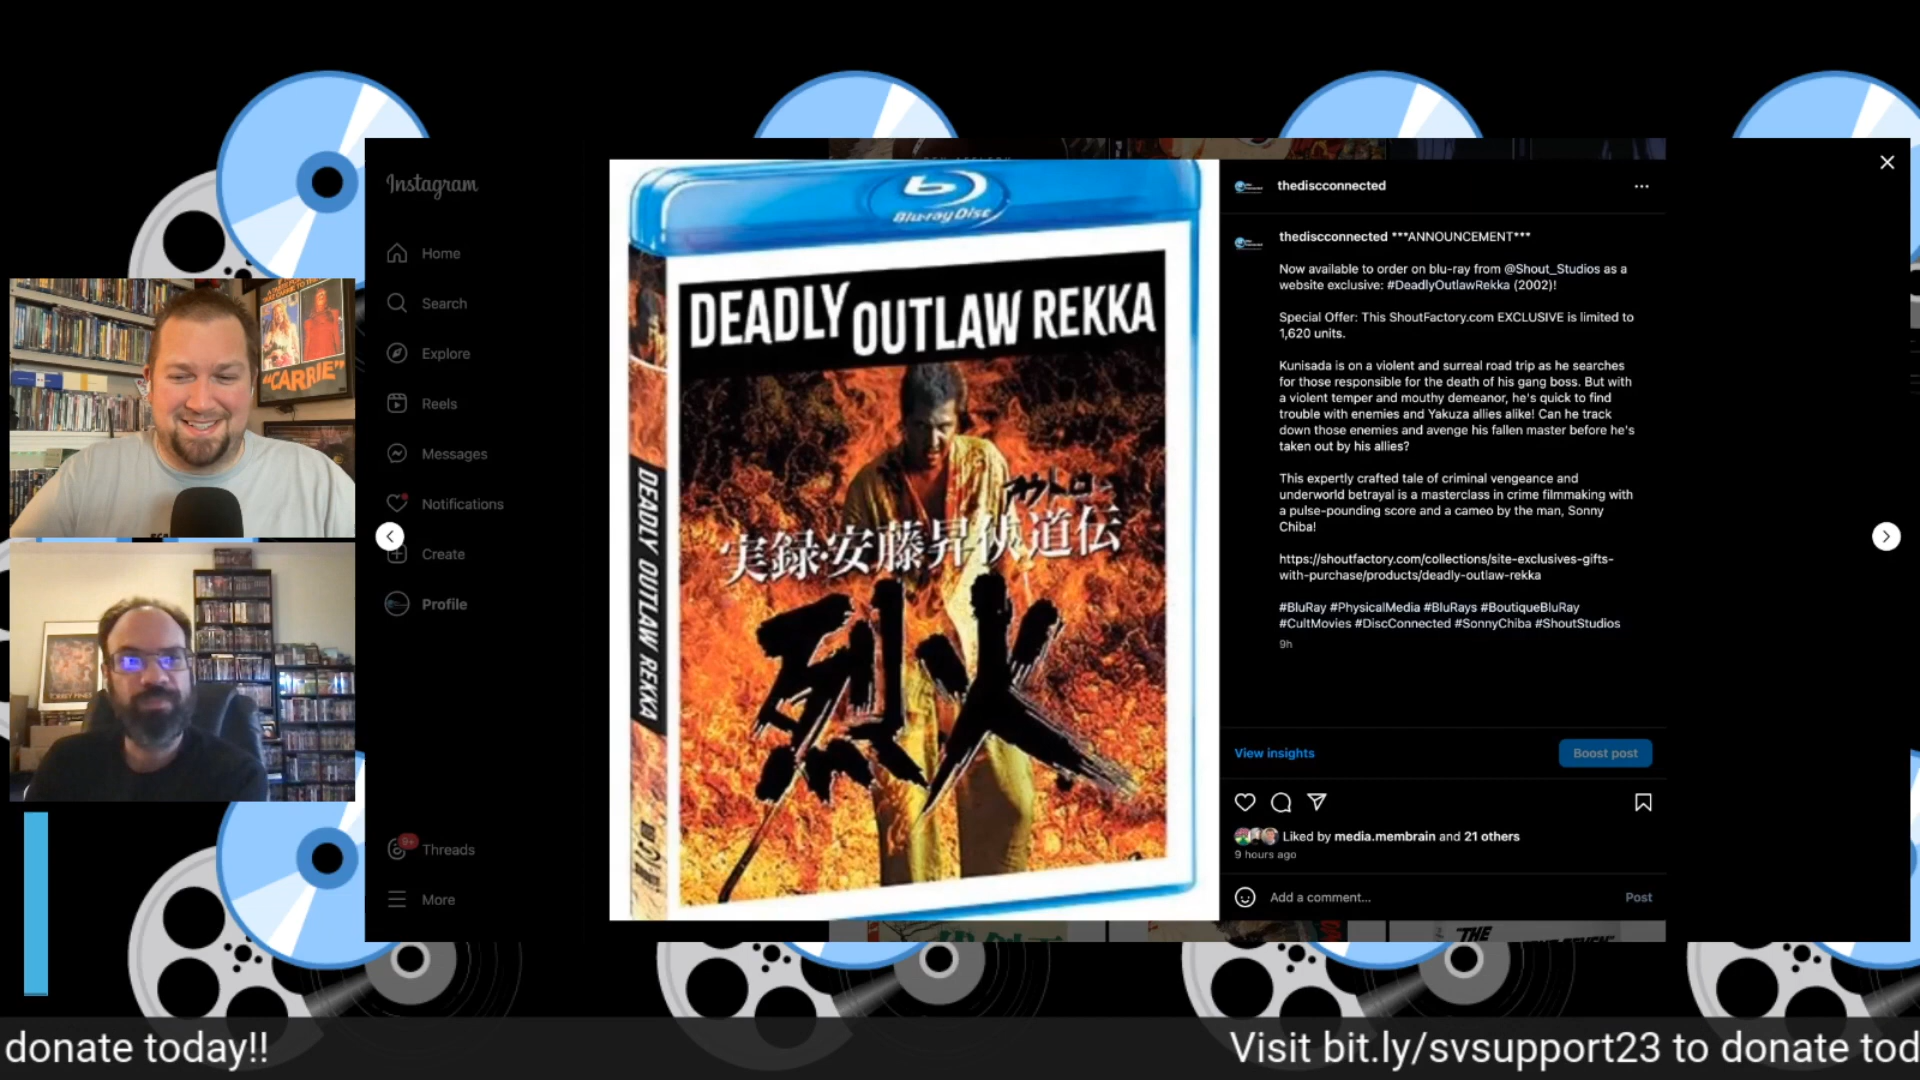 Instagram
Home
Search
Explore
Reels
Messages
Notifications
Create
Profile
9+
Threads
More
"CARRIE"
Blu-ray Disc
DEADLY OUTLAW REKKA
DEADLY OUTLAW REKKA
アウトロー
実録・安藤昇侠道伝
烈火
thediscconnected
thediscconnected ***ANNOUNCEMENT***
Now available to order on blu-ray from @Shout_Studios as a
website exclusive: #DeadlyOutlawRekka (2002)!
Special Offer: This ShoutFactory.com EXCLUSIVE is limited to
1,620 units.
Kunisada is on a violent and surreal road trip as he searches
for those responsible for the death of his gang boss. But with
a violent temper and mouthy demeanor, he's quick to find
trouble with enemies and Yakuza allies alike! Can he track
down those enemies and avenge his fallen master before he's
taken out by his allies?
This expertly crafted tale of criminal vengeance and
underworld betrayal is a masterclass in crime filmmaking with
a pulse-pounding score and a cameo by the man, Sonny
Chiba!
https://shoutfactory.com/collections/site-exclusives-gifts-
with-purchase/products/deadly-outlaw-rekka
#BluRay #PhysicalMedia #BluRays #BoutiqueBluRay
#CultMovies #DiscConnected #SonnyChiba #ShoutStudios
9h
View insights
Boost post
Liked by media.membrain and 21 others
9 hours ago
Add a comment...
Post
THE
donate today!!
Visit bit.ly/svsupport23 to donate tod